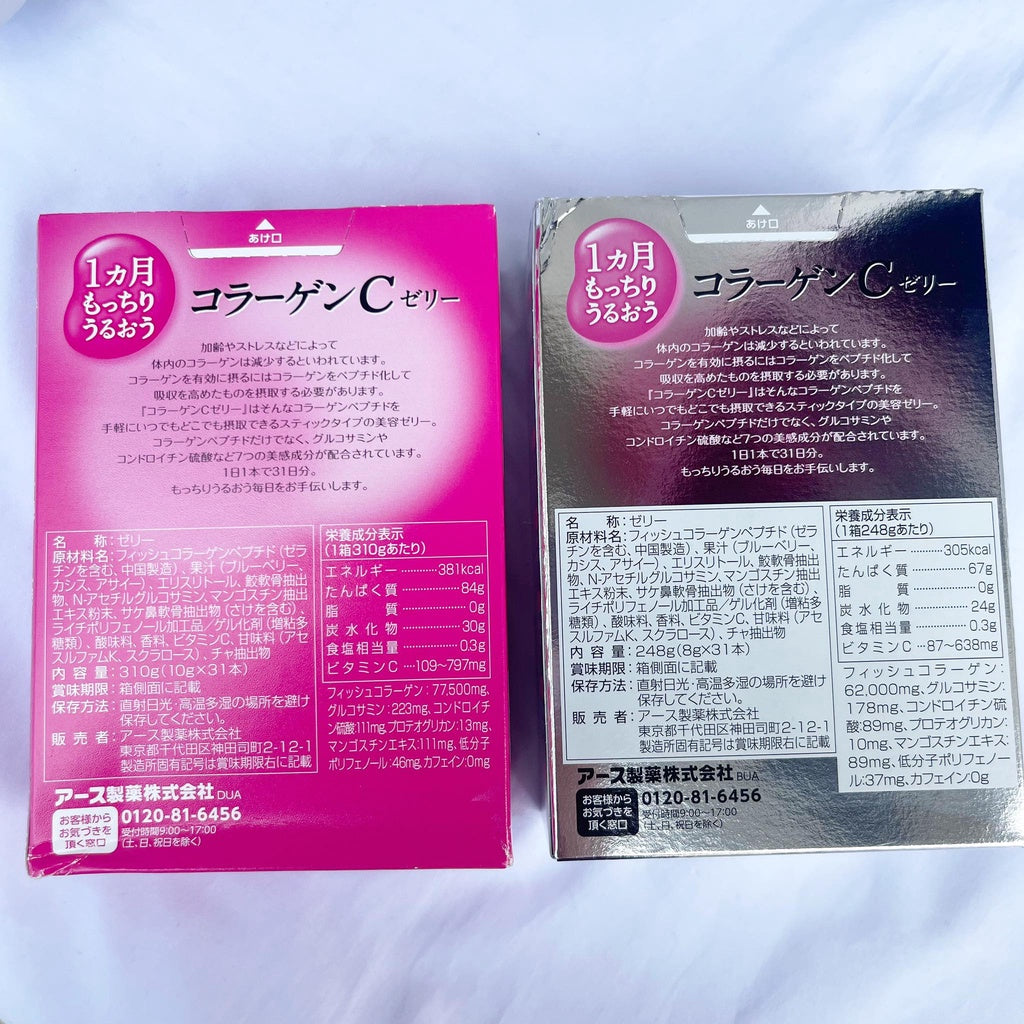 あけ口
1ヵ月
もっちり
うるおう
コラーゲンCゼリー
加齢やストレスなどによって
体内のコラーゲンは減少するといわれています。
コラーゲンを有効に摂るにはコラーゲンをペプチド化して
吸収を高めたものを摂取する必要があります。
『コラーゲンCゼリー』はそんなコラーゲンペプチドを
手軽にいつでもどこでも摂取できるスティックタイプの美容ゼリー。
コラーゲンペプチドだけでなく、グルコサミンや
コンドロイチン硫酸など7つの美感成分が配合されています。
1日1本で31日分。
もっちりうるおう毎日をお手伝いします。
名 称:ゼリー
原材料名:フィッシュコラーゲンペプチド(ゼラ
チンを含む、中国製造)、果汁(ブルーベリー、
カシス、アサイー)、エリスリトール、鮫軟骨抽出
物、N-アセチルグルコサミン、マンゴスチン抽出
エキス粉末、サケ鼻軟骨抽出物(さけを含む)、
ライチポリフェノール加工品/ゲル化剤(増粘多
糖類)、酸味料、香料、ビタミンC、甘味料(アセ
スルファムK、スクラロース)、チャ抽出物
内 容 量:310g(10g×31本)
賞味期限:箱側面に記載
保存方法:直射日光・高温多湿の場所を避け
保存してください。
販 売 者:アース製薬株式会社
東京都千代田区神田司町2-12-1
製造所固有記号は賞味期限右に記載
栄養成分表示
(1箱310gあたり)
エネルギー………381kcal
たんぱく質………84g
脂 質………0g
炭水化物………30g
食塩相当量………0.3g
ビタミンC…109〜797mg
フィッシュコラーゲン:77,500mg、
グルコサミン:223mg、コンドロイチ
ン硫酸111mg、プロテオグリカン:13mg、
マンゴスチンエキス:111mg、低分子
ポリフェノール:46mg、カフェイン:0mg
アース製薬株式会社 DUA
お客様から
お気づきを
頂く窓口
0120-81-6456
受付時間9:00〜17:00
(土、日、祝日を除く)
あけ口
1ヵ月
もっちり
うるおう
コラーゲンCゼリー
加齢やストレスなどによって
体内のコラーゲンは減少するといわれています。
コラーゲンを有効に摂るにはコラーゲンをペプチド化して
吸収を高めたものを摂取する必要があります。
『コラーゲンCゼリー』はそんなコラーゲンペプチドを
手軽にいつでもどこでも摂取できるスティックタイプの美容ゼリー。
コラーゲンペプチドだけでなく、グルコサミンや
コンドロイチン硫酸など7つの美感成分が配合されています。
1日1本で31日分。
もっちりうるおう毎日をお手伝いします。
名 称:ゼリー
原材料名:フィッシュコラーゲンペプチド(ゼラ
チンを含む、中国製造)、果汁(ブルーベリー、
カシス、アサイー)、エリスリトール、鮫軟骨抽出
物、N-アセチルグルコサミン、マンゴスチン抽出
エキス粉末、サケ鼻軟骨抽出物(さけを含む)、
ライチポリフェノール加工品/ゲル化剤(増粘多
糖類)、酸味料、香料、ビタミンC、甘味料(アセ
スルファムK、スクラロース)、チャ抽出物
内 容 量:248g(8g×31本)
賞味期限:箱側面に記載
保存方法:直射日光・高温多湿の場所を避け
保存してください。
販 売 者:アース製薬株式会社
東京都千代田区神田司町2-12-1
製造所固有記号は賞味期限右に記載
栄養成分表示
(1箱248gあたり)
エネルギー………305kcal
たんぱく質………67g
脂 質………0g
炭水化物………24g
食塩相当量………0.3g
ビタミンC…87〜638mg
フィッシュコラーゲン:
62,000mg、グルコサミン:
178mg、コンドロイチン硫
酸:89mg、プロテオグリカン:
10mg、マンゴスチンエキス:
89mg、低分子ポリフェノー
ル:37mg、カフェイン:0g
アース製薬株式会社 BUA
お客様から
お気づきを
頂く窓口
0120-81-6456
受付時間9:00〜17:00
(土、日、祝日を除く)